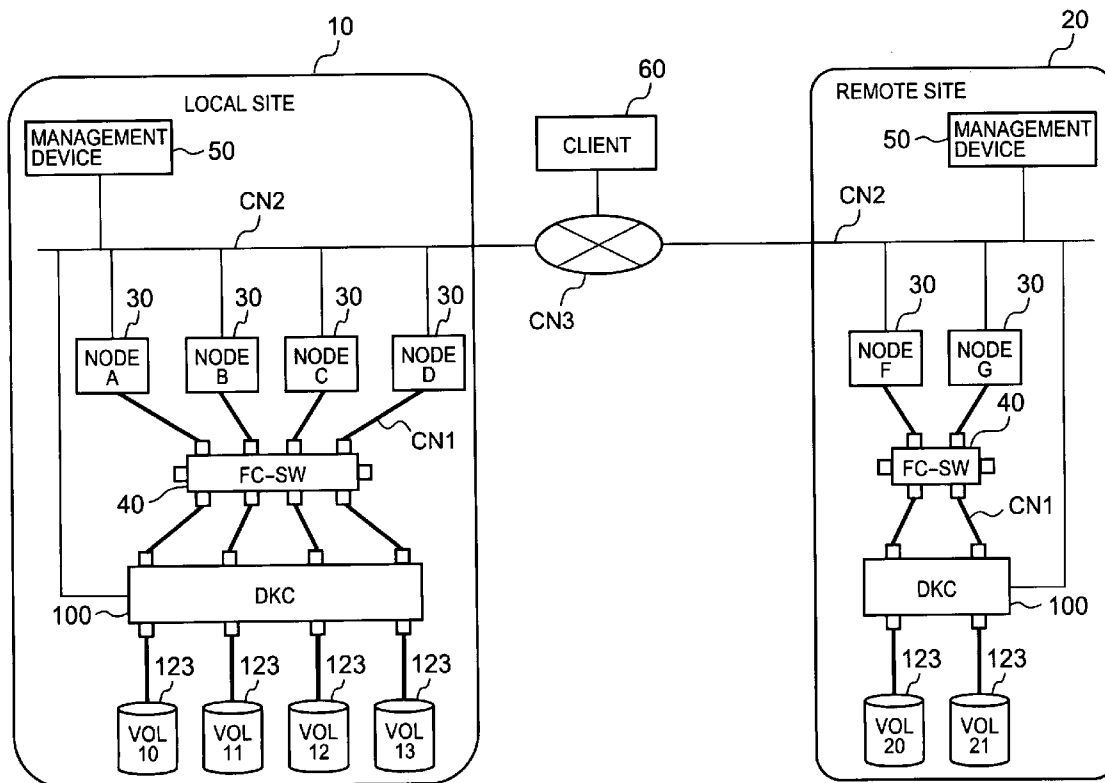 10
20
LOCAL SITE
60
REMOTE SITE
MANAGEMENT
DEVICE
50
CLIENT
50
MANAGEMENT
DEVICE
CN2
CN2
CN3
30
30
30
30
30
30
NODE
A
NODE
B
NODE
C
NODE
D
NODE
F
NODE
G
CN1
40
FC-SW
40
FC-SW
CN1
DKC
100
DKC
100
123
123
123
123
123
123
VOL
10
VOL
11
VOL
12
VOL
13
VOL
20
VOL
21